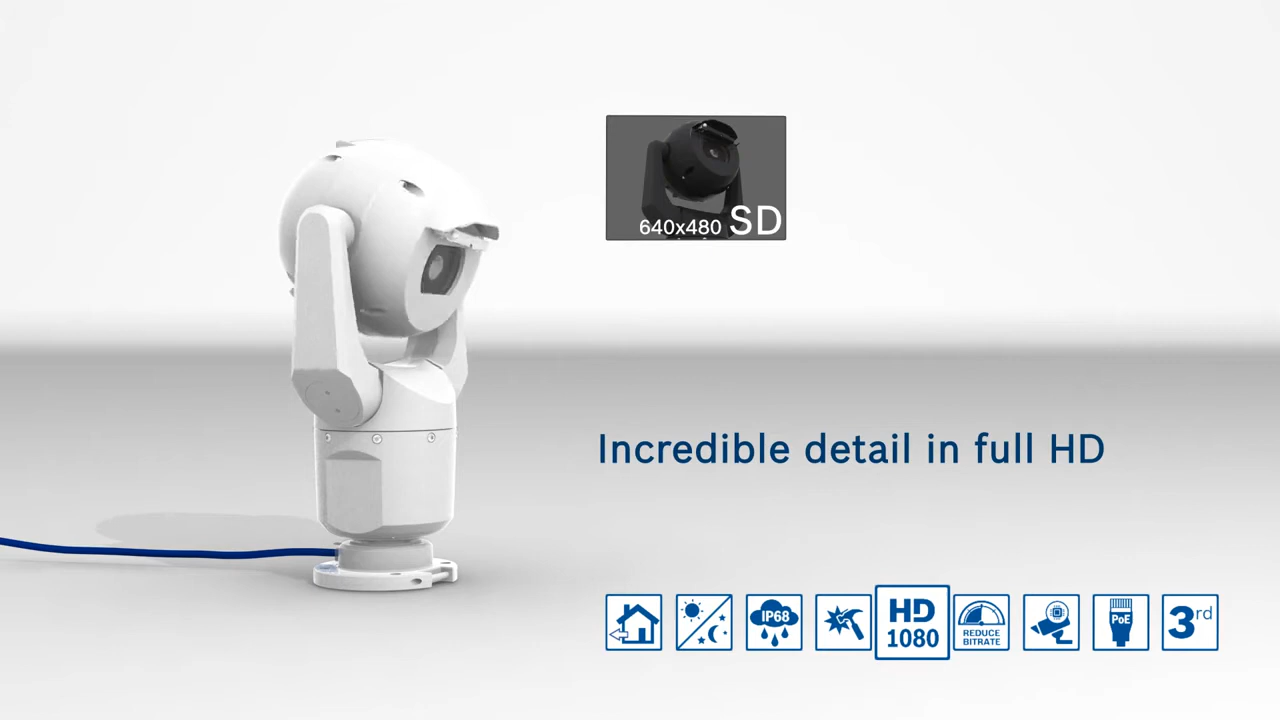 640x480 SD
Incredible detail in full HD
IP68
HD
1080
REDUCE
BITRATE
PoE
3rd